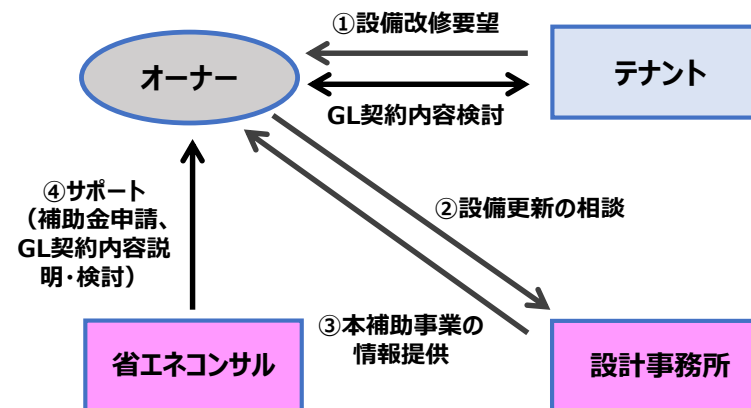 ①設備改修要望
オーナー
テナント
GL契約内容検討
④サポート
（補助金申請、
GL契約内容説
明・検討）
②設備更新の相談
③本補助事業の
情報提供
省エネコンサル
設計事務所